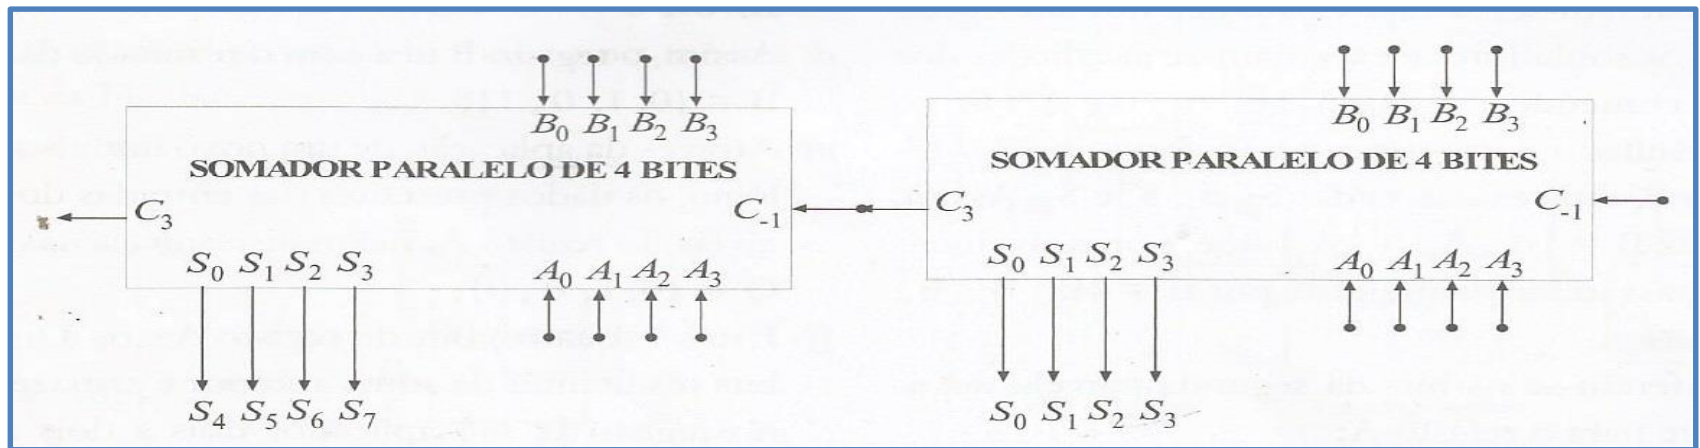 B0 B1 B2 B3
SOMADOR PARALELO DE 4 BITES
C-1
C3
S0 S1 S2 S3
A0 A1 A2 A3
S4 S5 S6 S7
B0 B1 B2 B3
SOMADOR PARALELO DE 4 BITES
C-1
C3
S0 S1 S2 S3
A0 A1 A2 A3
S0 S1 S2 S3